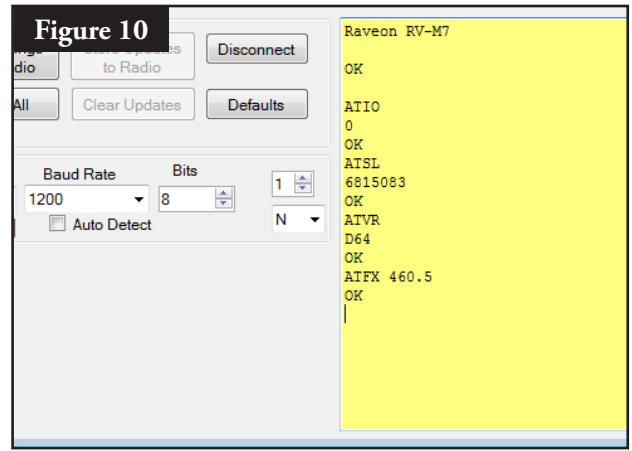 Figure 10
dio
to Radio
Disconnect
All
Clear Updates
Defaults
Baud Rate
Bits
1200
8
1
Auto Detect
N
Raveon RV-M7
OK
ATIO
0
OK
ATSL
6815083
OK
ATVR
D64
OK
ATFX 460.5
OK